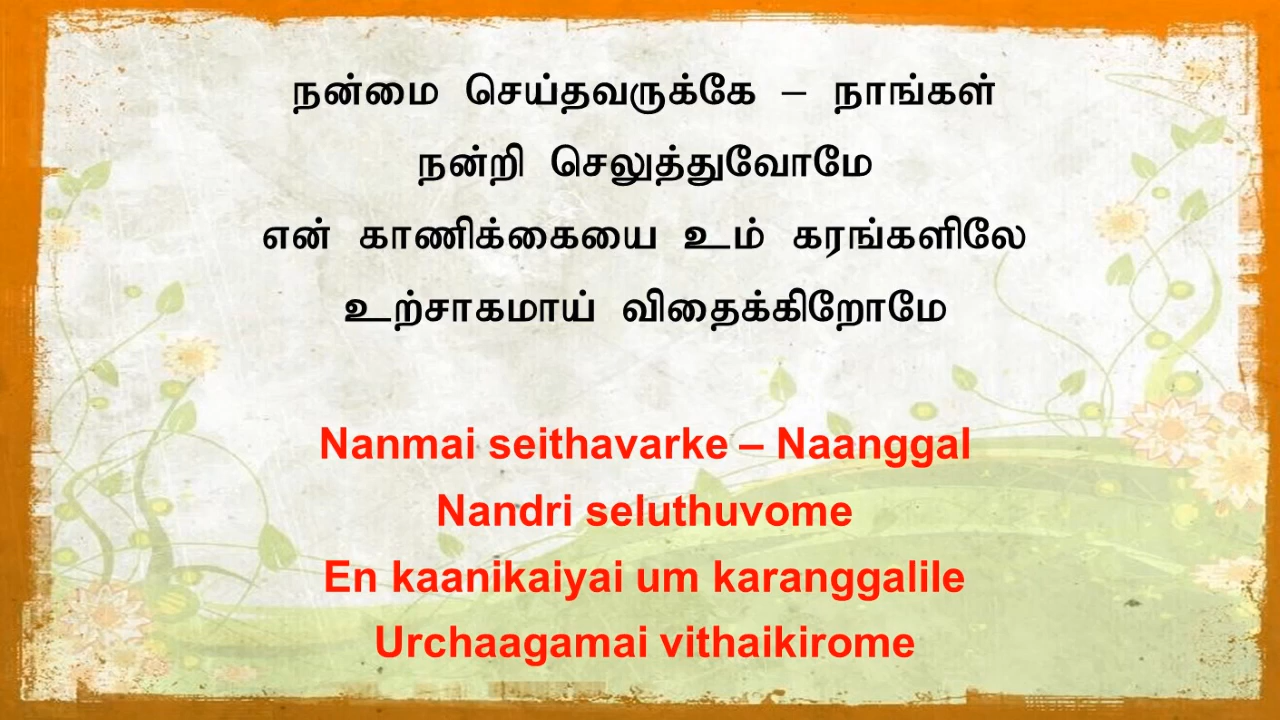 நன்மை செய்தவருக்கே – நாங்கள்
நன்றி செலுத்துவோமே
என் காணிக்கையை உம் கரங்களிலே
உற்சாகமாய் விதைக்கிறோமே
Nanmai seithavarke – Naanggal
Nandri seluthuvome
En kaanikaiyai um karanggalile
Urchaagamai vithaikirome